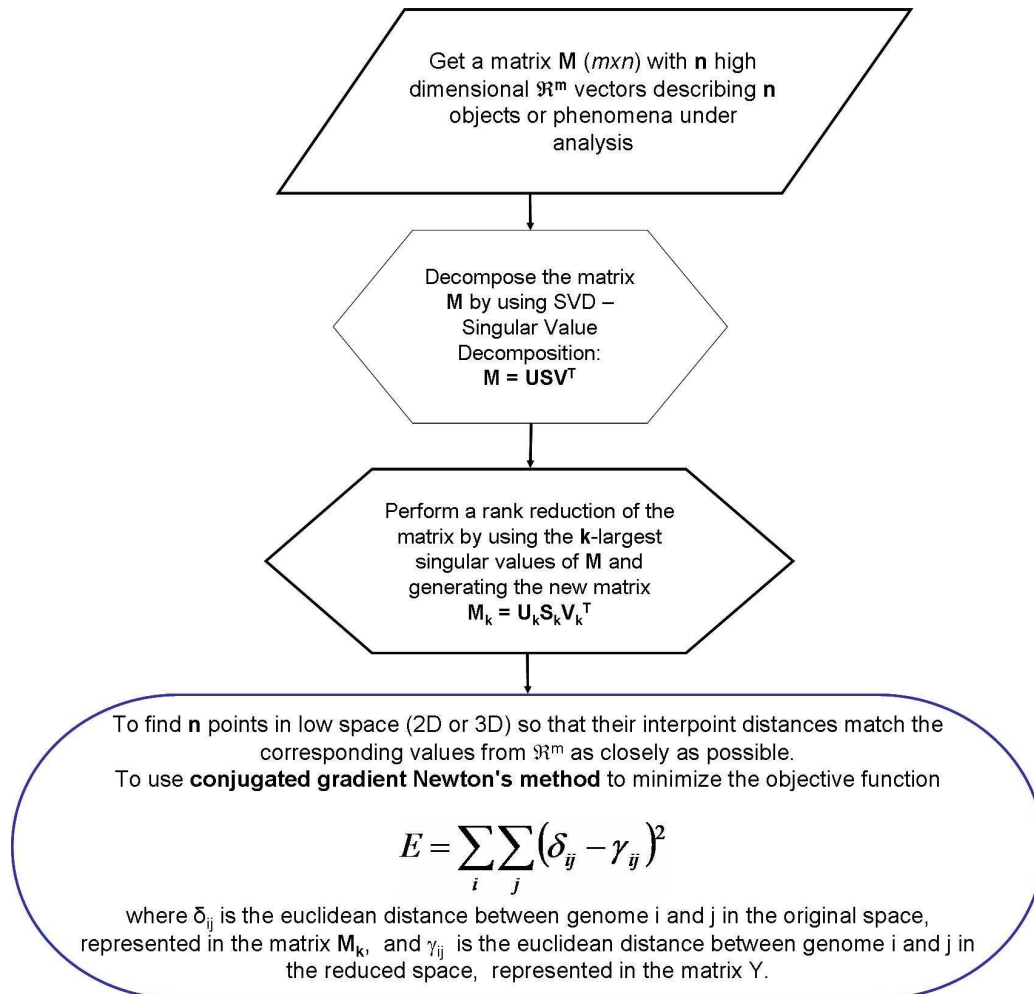 Get a matrix M (mxn) with n high
dimensional ℜᵐ vectors describing n
objects or phenomena under
analysis
Decompose the matrix
M by using SVD –
Singular Value
Decomposition:
M = USVᵀ
Perform a rank reduction of the
matrix by using the k-largest
singular values of M and
generating the new matrix
Mₖ = UₖSₖVₖᵀ
To find n points in low space (2D or 3D) so that their interpoint distances match the
corresponding values from ℜᵐ as closely as possible.
To use conjugated gradient Newton's method to minimize the objective function
E = ∑ᵢ ∑ⱼ (δᵢⱼ − γᵢⱼ)²
where δᵢⱼ is the euclidean distance between genome i and j in the original space,
represented in the matrix Mₖ, and γᵢⱼ is the euclidean distance between genome i and j in
the reduced space, represented in the matrix Y.